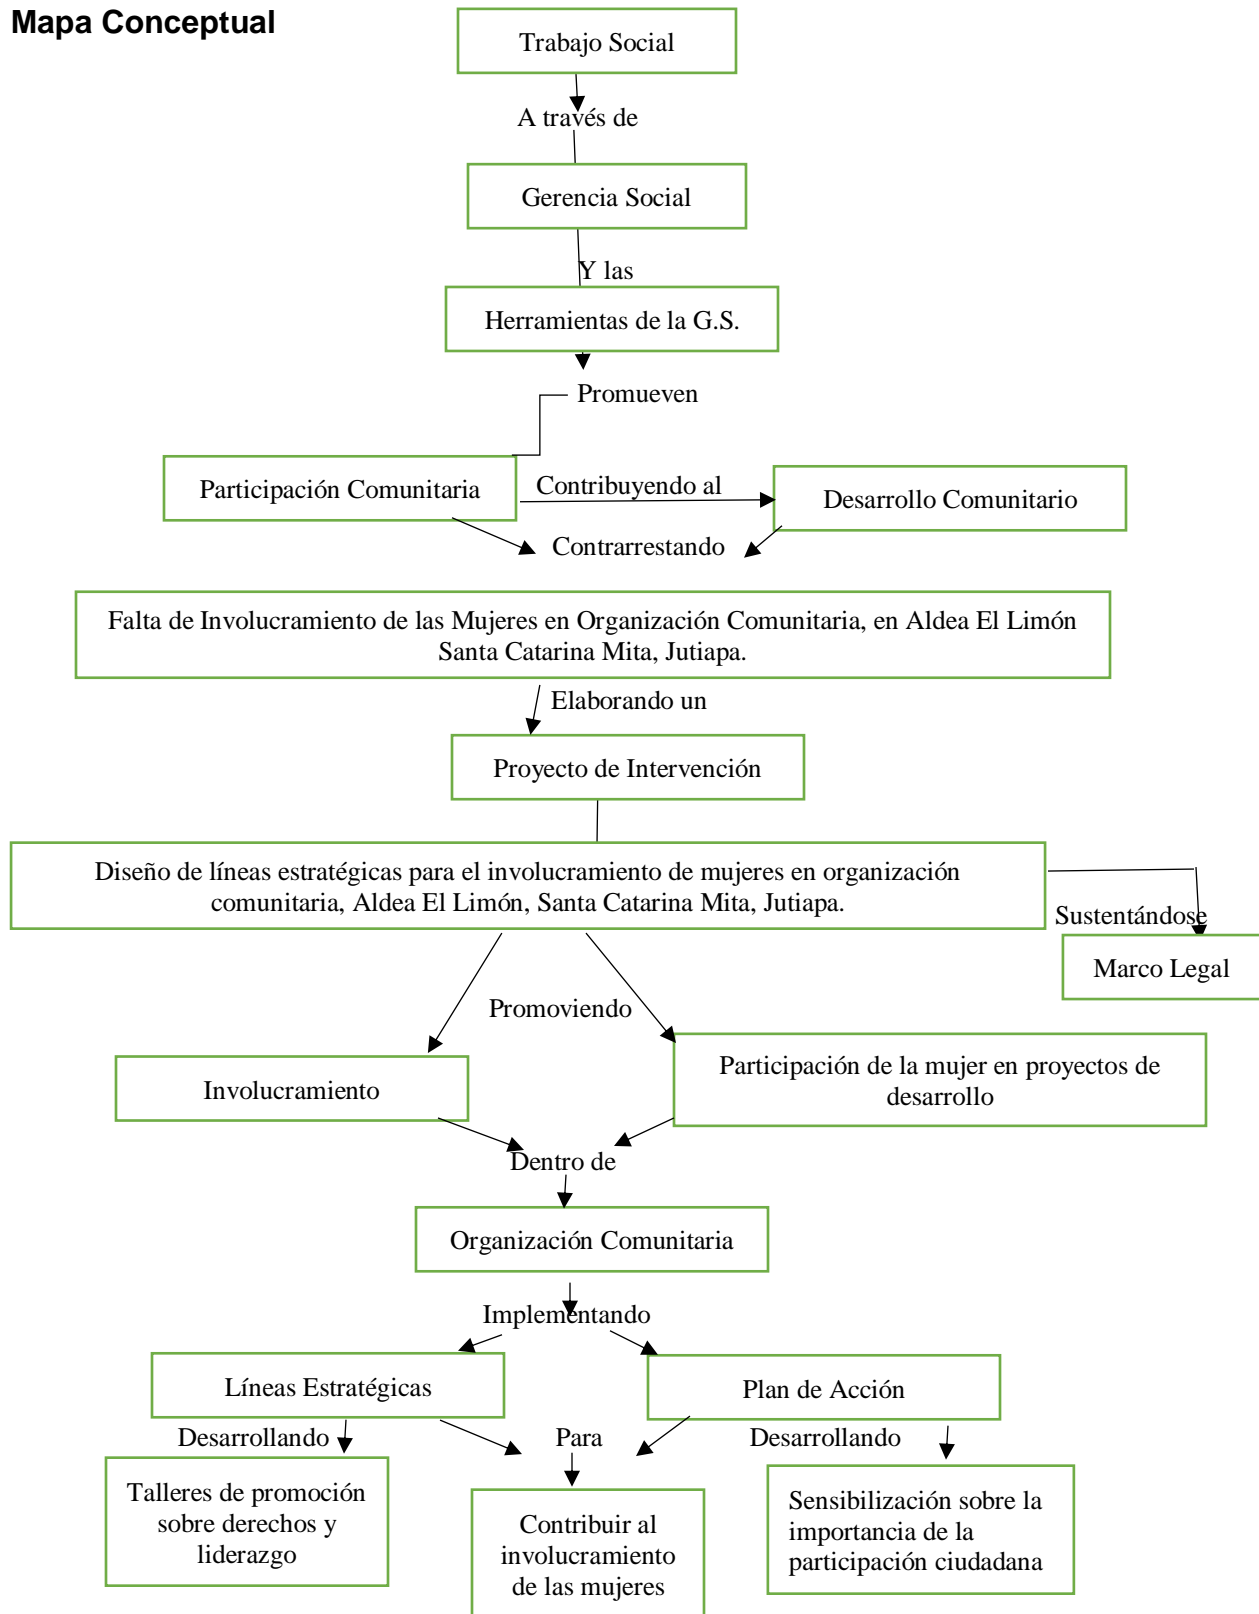 Mapa Conceptual
Trabajo Social
A través de
Gerencia Social
Y las
Herramientas de la G.S.
Promueven
Participación Comunitaria
Contribuyendo al
Desarrollo Comunitario
Contrarrestando
Falta de Involucramiento de las Mujeres en Organización Comunitaria, en Aldea El Limón
Santa Catarina Mita, Jutiapa.
Elaborando un
Proyecto de Intervención
Diseño de líneas estratégicas para el involucramiento de mujeres en organización
comunitaria, Aldea El Limón, Santa Catarina Mita, Jutiapa.
Sustentándose
Marco Legal
Promoviendo
Involucramiento
Participación de la mujer en proyectos de
desarrollo
Dentro de
Organización Comunitaria
Implementando
Líneas Estratégicas
Plan de Acción
Desarrollando
Para
Desarrollando
Talleres de promoción
sobre derechos y
liderazgo
Contribuir al
involucramiento
de las mujeres
Sensibilización sobre la
importancia de la
participación ciudadana